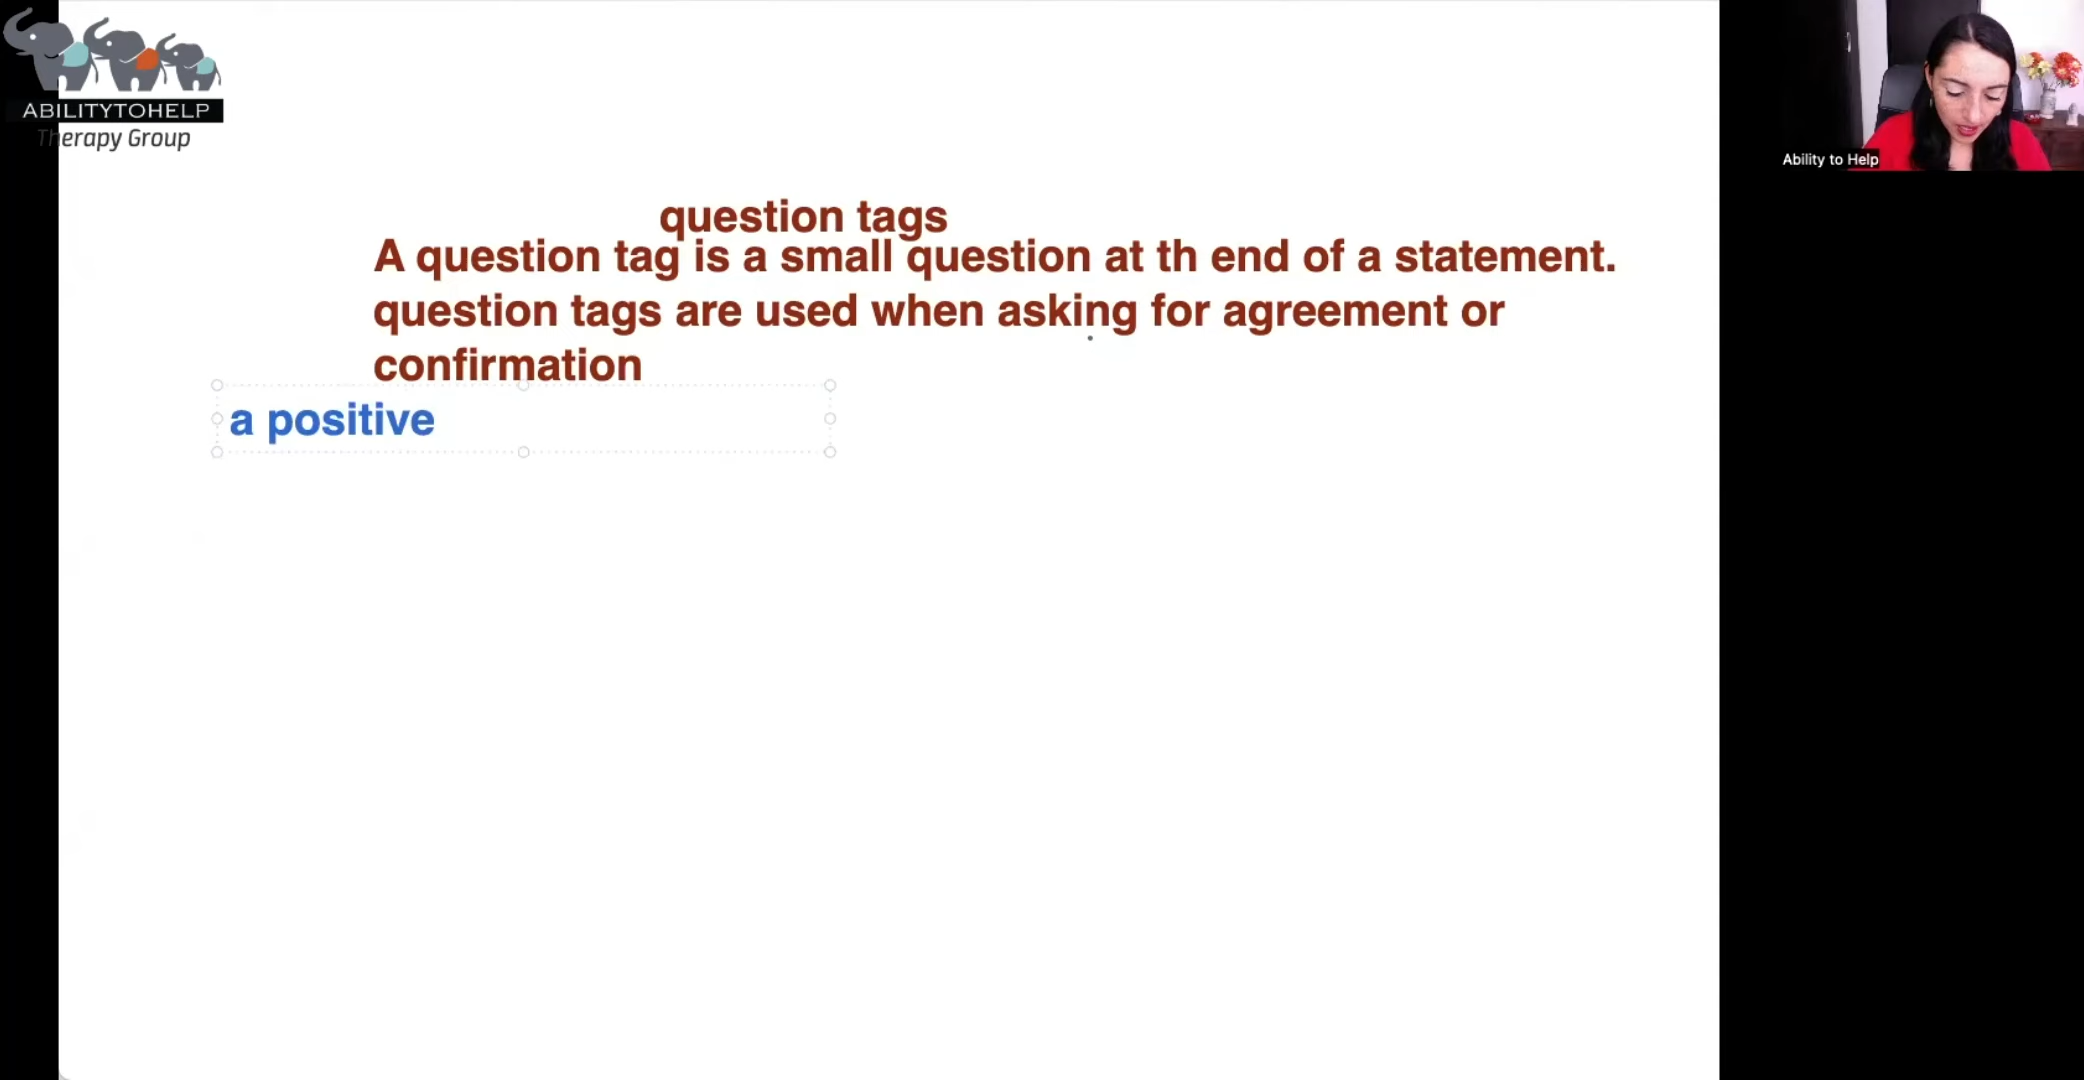 ABILITYTOHELP
Therapy Group
Ability to Help
question tags
A question tag is a small question at th end of a statement.
question tags are used when asking for agreement or
confirmation
a positive